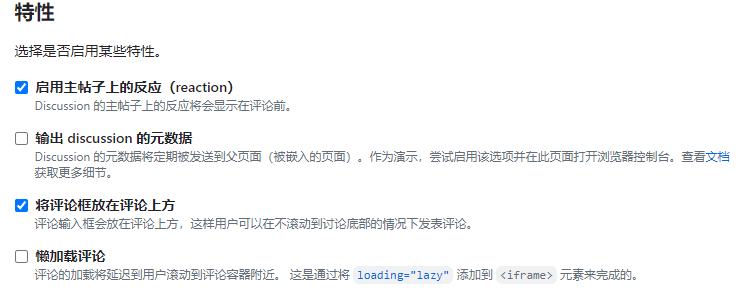 特性
选择是否启用某些特性。
启用主帖子上的反应（reaction）
Discussion 的主帖子上的反应将会显示在评论前。
输出 discussion 的元数据
Discussion 的元数据将定期被发送到父页面（被嵌入的页面）。作为演示，尝试启用该选项并在此页面打开浏览器控制台。查看文档
获取更多细节。
将评论框放在评论上方
评论输入框会放在评论上方，这样用户可以在不滚动到讨论底部的情况下发表评论。
懒加载评论
评论的加载将延迟到用户滚动到评论容器附近。 这是通过将 loading="lazy" 添加到 <iframe> 元素来完成的。